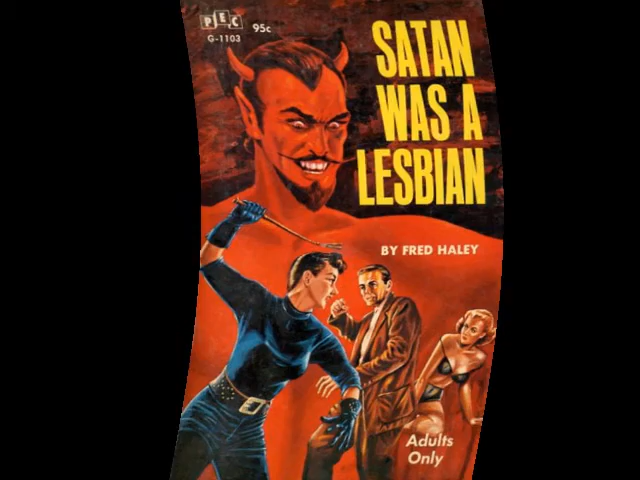 PEC
G-1103
95c
SATAN
WAS A
LESBIAN
BY FRED HALEY
Adults
Only